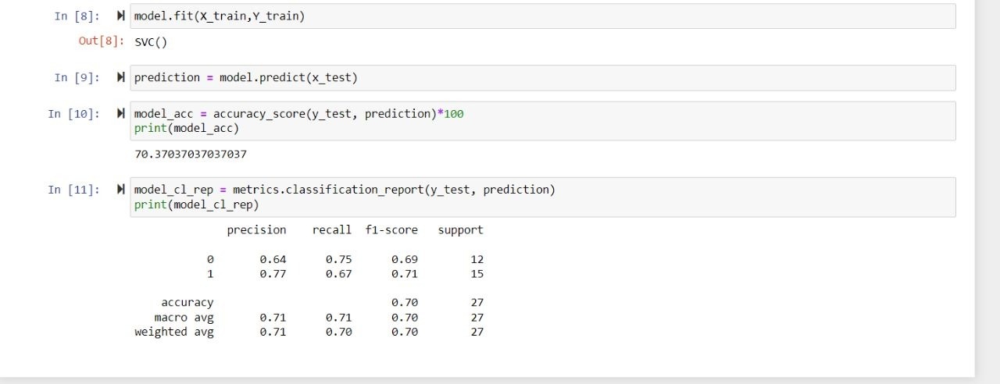 In [8]: model.fit(X_train,Y_train)
Out[8]: SVC()
In [9]: prediction = model.predict(x_test)
In [10]: model_acc = accuracy_score(y_test, prediction)*100
print(model_acc)
70.37037037037037
In [11]: model_cl_rep = metrics.classification_report(y_test, prediction)
print(model_cl_rep)
precision recall f1-score support
0 0.64 0.75 0.69 12
1 0.77 0.67 0.71 15
accuracy 0.70 27
macro avg 0.71 0.71 0.70 27
weighted avg 0.71 0.70 0.70 27